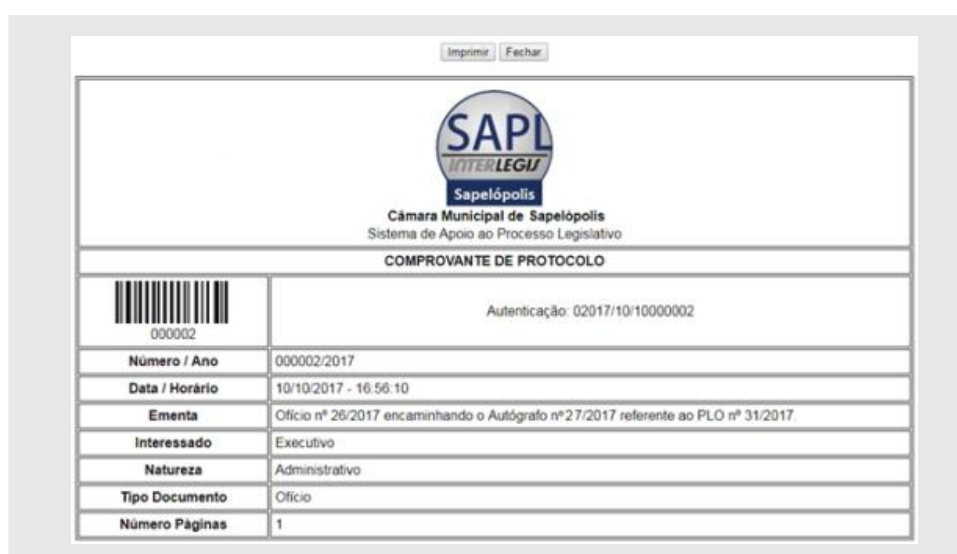 Imprimir Fechar
SAPL
INTERLEGIS
Sapelópolis
Câmara Municipal de Sapelópolis
Sistema de Apoio ao Processo Legislativo
COMPROVANTE DE PROTOCOLO
000002
Autenticação: 02017/10/10000002
Número / Ano 000002/2017
Data / Horário 10/10/2017 - 16:56:10
Ementa Ofício nº 26/2017 encaminhando o Autógrafo nº 27/2017 referente ao PLO nº 31/2017.
Interessado Executivo
Natureza Administrativo
Tipo Documento Ofício
Número Páginas 1